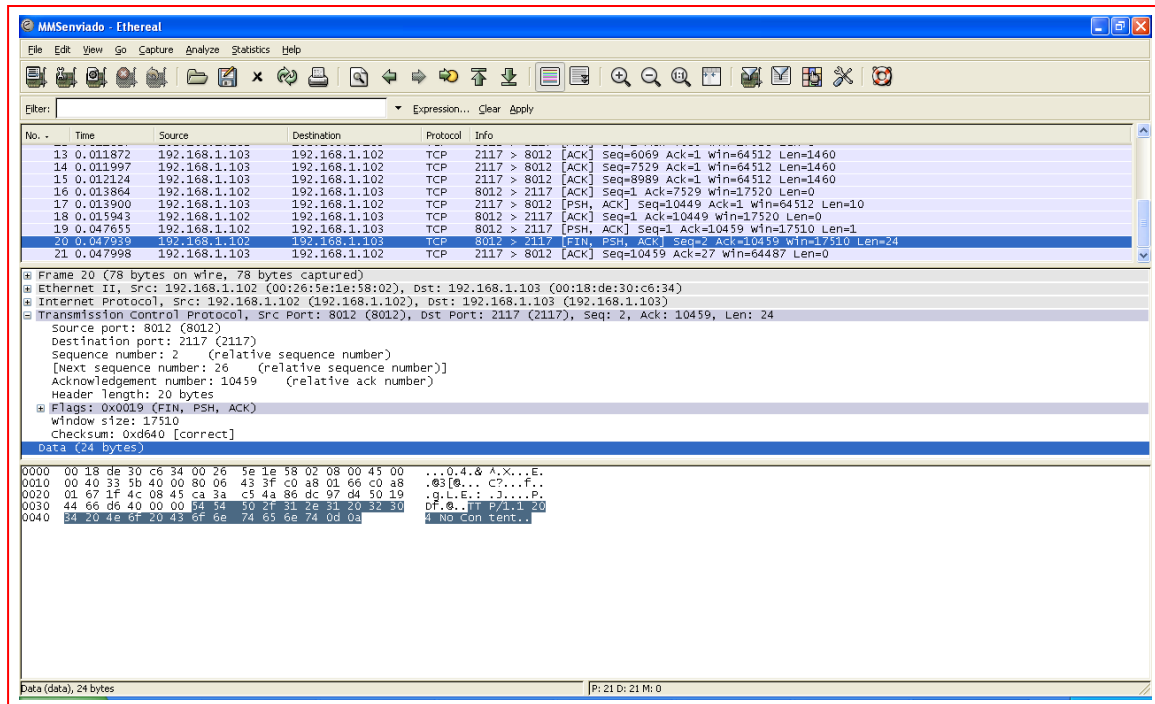 MMSenviado - Ethereal
File Edit View Go Capture Analyze Statistics Help
Filter: Expression... Clear Apply
No. - Time Source Destination Protocol Info
13 0.011872 192.168.1.103 192.168.1.102 TCP 2117 > 8012 [ACK] Seq=6069 Ack=1 Win=64512 Len=1460
14 0.011997 192.168.1.103 192.168.1.102 TCP 2117 > 8012 [ACK] Seq=7529 Ack=1 Win=64512 Len=1460
15 0.012124 192.168.1.103 192.168.1.102 TCP 2117 > 8012 [ACK] Seq=8989 Ack=1 Win=64512 Len=1460
16 0.013864 192.168.1.102 192.168.1.103 TCP 8012 > 2117 [ACK] Seq=1 Ack=7529 Win=17520 Len=0
17 0.013900 192.168.1.103 192.168.1.102 TCP 2117 > 8012 [PSH, ACK] Seq=10449 Ack=1 Win=64512 Len=10
18 0.015943 192.168.1.102 192.168.1.103 TCP 8012 > 2117 [ACK] Seq=1 Ack=10449 Win=17520 Len=0
19 0.047655 192.168.1.102 192.168.1.103 TCP 8012 > 2117 [PSH, ACK] Seq=1 Ack=10459 Win=17510 Len=1
20 0.047939 192.168.1.102 192.168.1.103 TCP 8012 > 2117 [FIN, PSH, ACK] Seq=2 Ack=10459 Win=17510 Len=24
21 0.047998 192.168.1.103 192.168.1.102 TCP 2117 > 8012 [ACK] Seq=10459 Ack=27 Win=64487 Len=0
Frame 20 (78 bytes on wire, 78 bytes captured)
Ethernet II, Src: 192.168.1.102 (00:26:5e:1e:58:02), Dst: 192.168.1.103 (00:18:de:30:c6:34)
Internet Protocol, Src: 192.168.1.102 (192.168.1.102), Dst: 192.168.1.103 (192.168.1.103)
Transmission Control Protocol, Src Port: 8012 (8012), Dst Port: 2117 (2117), Seq: 2, Ack: 10459, Len: 24
Source port: 8012 (8012)
Destination port: 2117 (2117)
Sequence number: 2 (relative sequence number)
[Next sequence number: 26 (relative sequence number)]
Acknowledgement number: 10459 (relative ack number)
Header length: 20 bytes
Flags: 0x0019 (FIN, PSH, ACK)
Window size: 17510
Checksum: 0xd640 [correct]
Data (24 bytes)
0000 00 18 de 30 c6 34 00 26 5e 1e 58 02 08 00 45 00 ...0.4.& ^.X...E.
0010 00 40 33 5b 40 00 80 06 43 3f c0 a8 01 66 c0 a8 .@3[@... C?...f..
0020 01 67 1f 4c 08 45 ca 3a c5 4a 86 dc 97 d4 50 19 .g.L.E.: .J....P.
0030 44 66 d6 40 00 00 54 54 50 2f 31 2e 31 20 32 30 Df.@..TT P/1.1 20
0040 34 20 4e 6f 20 43 6f 6e 74 65 6e 74 0d 0a 4 No Con tent..
Data (data), 24 bytes P: 21 D: 21 M: 0